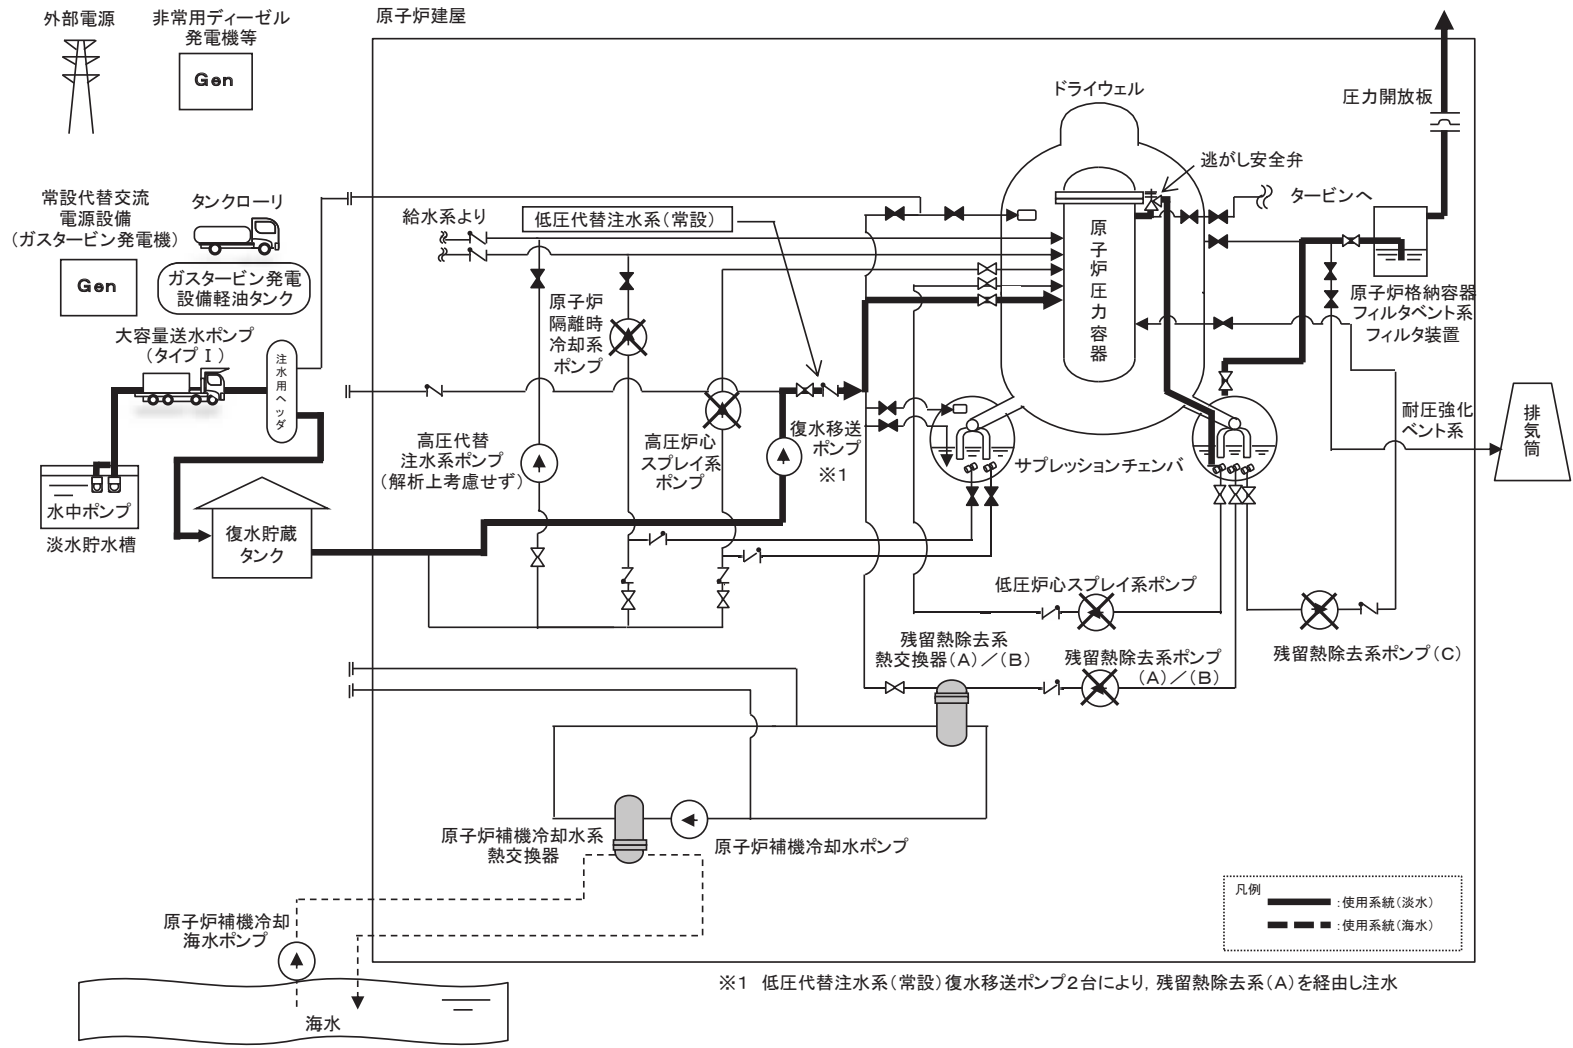 外部電源
非常用ディーゼル
発電機等
Gen
原子炉建屋
ドライウェル
圧力開放板
逃がし安全弁
タービンへ
常設代替交流
電源設備
(ガスタービン発電機)
Gen
タンクローリ
ガスタービン発電
設備軽油タンク
給水系より
低圧代替注水系(常設)
原子炉圧力容器
原子炉格納容器
フィルタベント系
フィルタ装置
大容量送水ポンプ
(タイプⅠ)
注水用ヘッダ
原子炉
隔離時
冷却系
ポンプ
高圧代替
注水系ポンプ
(解析上考慮せず)
高圧炉心
スプレイ系
ポンプ
復水移送
ポンプ
※1
サプレッションチェンバ
耐圧強化
ベント系
排気筒
水中ポンプ
淡水貯水槽
復水貯蔵
タンク
低圧炉心スプレイ系ポンプ
残留熱除去系
熱交換器(A)/(B)
残留熱除去系ポンプ
(A)/(B)
残留熱除去系ポンプ(C)
原子炉補機冷却水系
熱交換器
原子炉補機冷却水ポンプ
原子炉補機冷却
海水ポンプ
海水
凡例
:使用系統(淡水)
:使用系統(海水)
※1 低圧代替注水系(常設)復水移送ポンプ2台により,残留熱除去系(A)を経由し注水